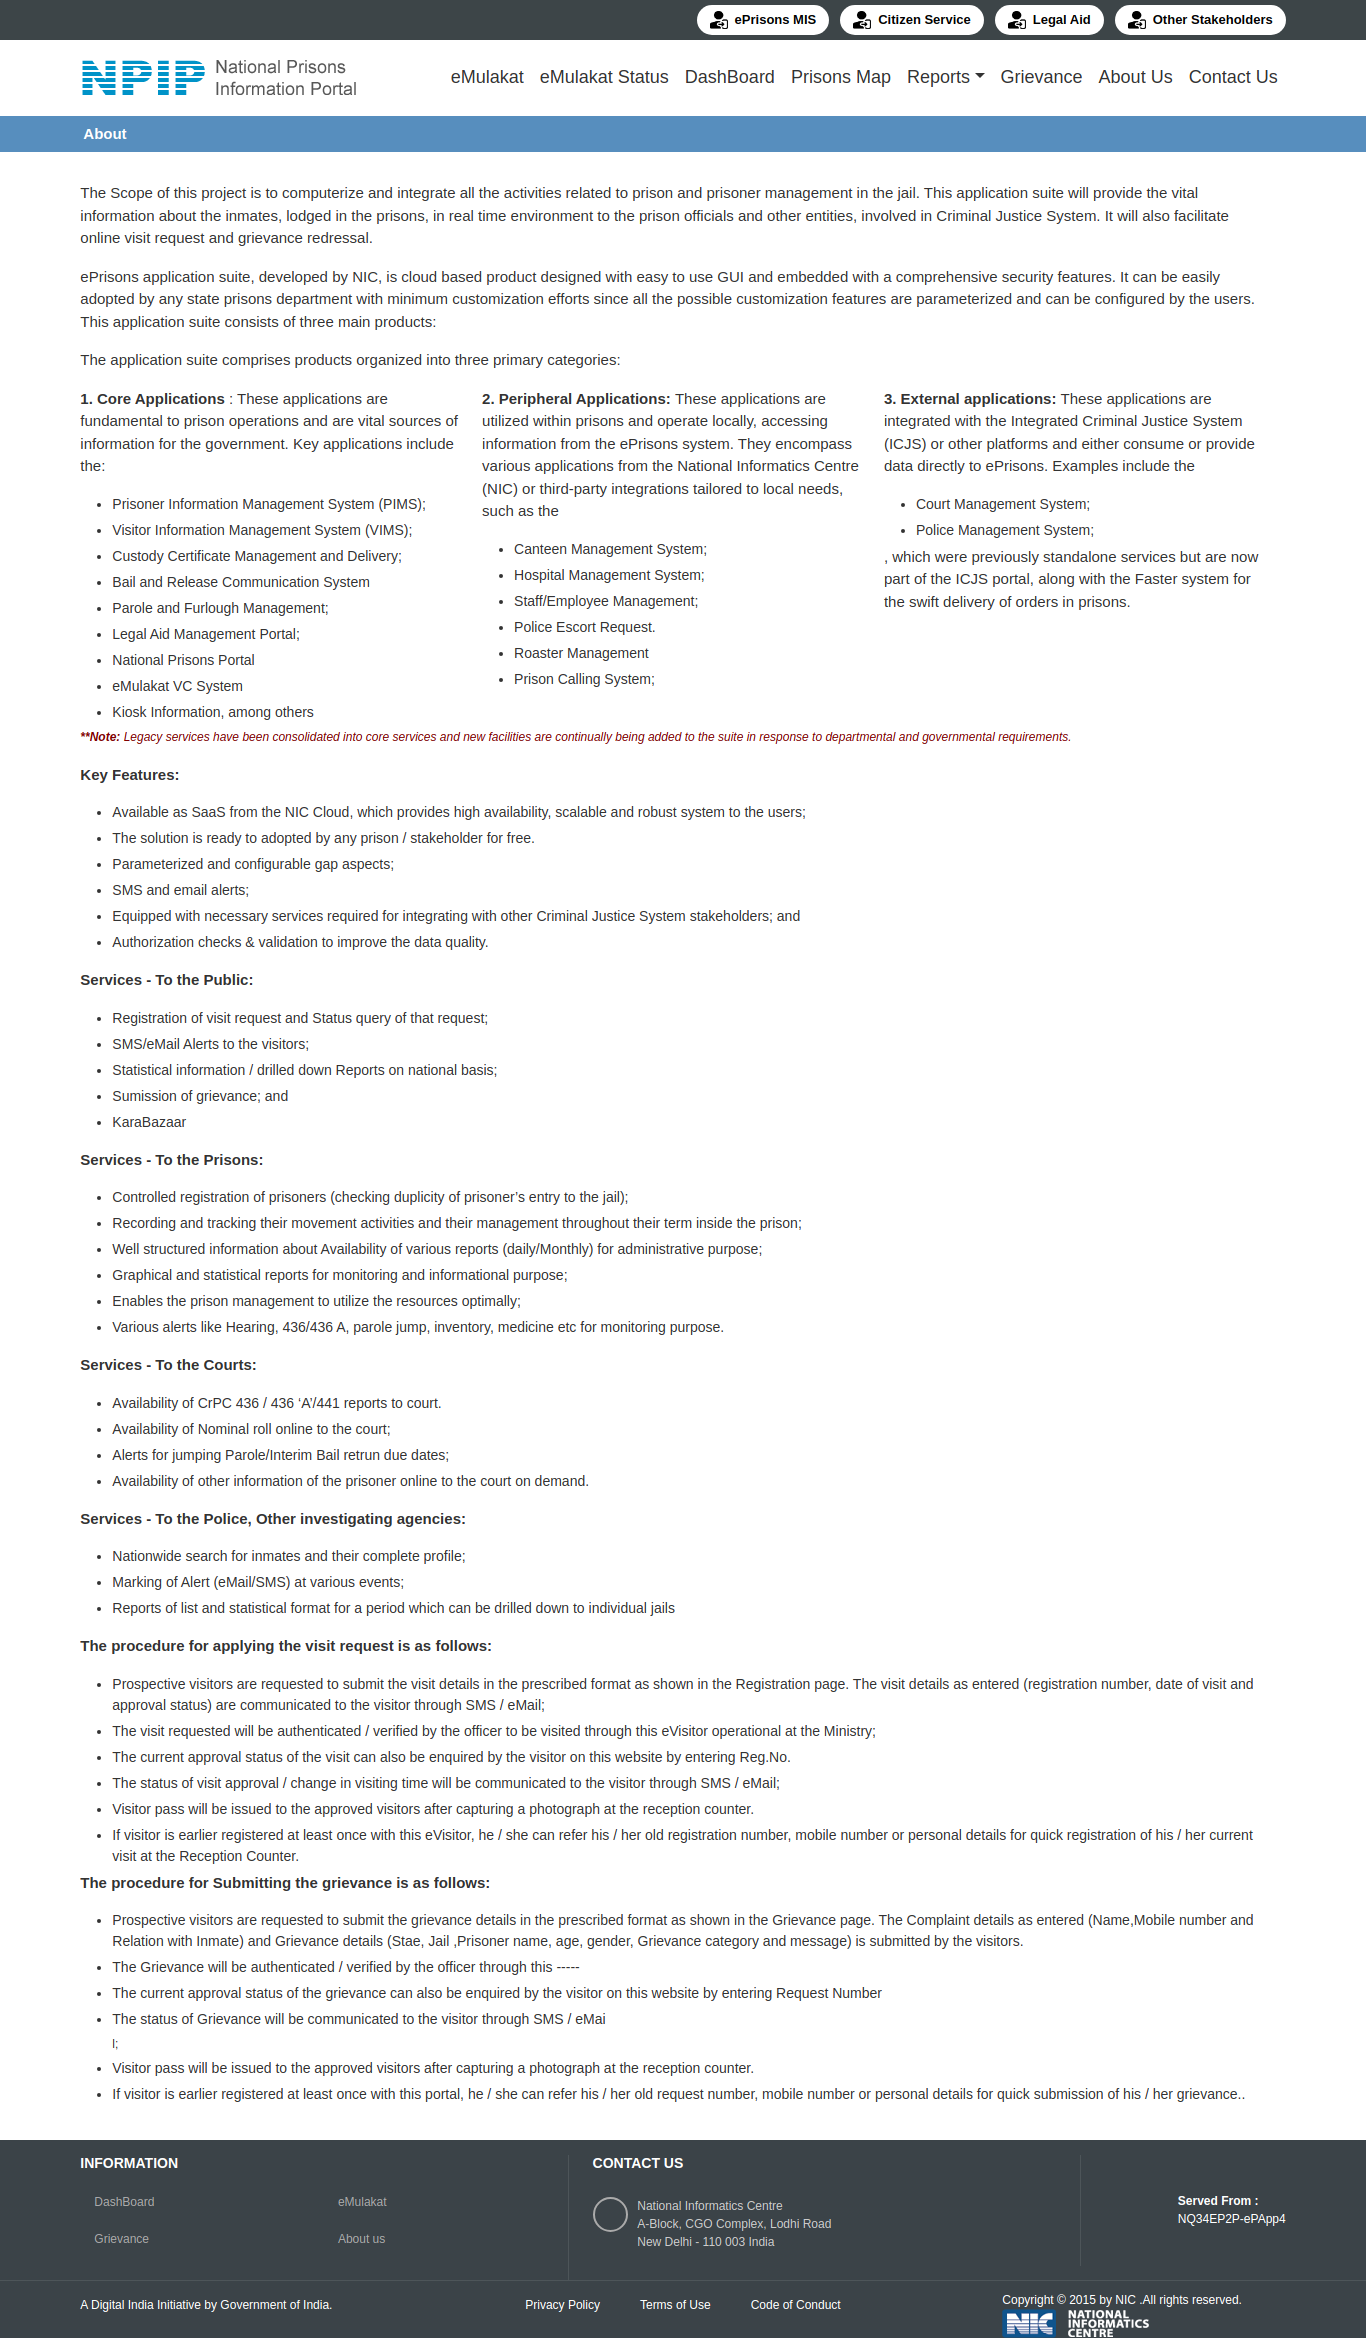 ePrisons MIS Citizen Service Legal Aid Other Stakeholders
NPIP National Prisons
Information Portal
eMulakat eMulakat Status DashBoard Prisons Map Reports Grievance About Us Contact Us
About
The Scope of this project is to computerize and integrate all the activities related to prison and prisoner management in the jail. This application suite will provide the vital
information about the inmates, lodged in the prisons, in real time environment to the prison officials and other entities, involved in Criminal Justice System. It will also facilitate
online visit request and grievance redressal.
ePrisons application suite, developed by NIC, is cloud based product designed with easy to use GUI and embedded with a comprehensive security features. It can be easily
adopted by any state prisons department with minimum customization efforts since all the possible customization features are parameterized and can be configured by the users.
This application suite consists of three main products:
The application suite comprises products organized into three primary categories:
1. Core Applications : These applications are
fundamental to prison operations and are vital sources of
information for the government. Key applications include
the:
Prisoner Information Management System (PIMS);
Visitor Information Management System (VIMS);
Custody Certificate Management and Delivery;
Bail and Release Communication System
Parole and Furlough Management;
Legal Aid Management Portal;
National Prisons Portal
eMulakat VC System
Kiosk Information, among others
2. Peripheral Applications: These applications are
utilized within prisons and operate locally, accessing
information from the ePrisons system. They encompass
various applications from the National Informatics Centre
(NIC) or third-party integrations tailored to local needs,
such as the
Canteen Management System;
Hospital Management System;
Staff/Employee Management;
Police Escort Request.
Roaster Management
Prison Calling System;
3. External applications: These applications are
integrated with the Integrated Criminal Justice System
(ICJS) or other platforms and either consume or provide
data directly to ePrisons. Examples include the
Court Management System;
Police Management System;
, which were previously standalone services but are now
part of the ICJS portal, along with the Faster system for
the swift delivery of orders in prisons.
**Note: Legacy services have been consolidated into core services and new facilities are continually being added to the suite in response to departmental and governmental requirements.
Key Features:
Available as SaaS from the NIC Cloud, which provides high availability, scalable and robust system to the users;
The solution is ready to adopted by any prison / stakeholder for free.
Parameterized and configurable gap aspects;
SMS and email alerts;
Equipped with necessary services required for integrating with other Criminal Justice System stakeholders; and
Authorization checks & validation to improve the data quality.
Services - To the Public:
Registration of visit request and Status query of that request;
SMS/eMail Alerts to the visitors;
Statistical information / drilled down Reports on national basis;
Sumission of grievance; and
KaraBazaar
Services - To the Prisons:
Controlled registration of prisoners (checking duplicity of prisoner’s entry to the jail);
Recording and tracking their movement activities and their management throughout their term inside the prison;
Well structured information about Availability of various reports (daily/Monthly) for administrative purpose;
Graphical and statistical reports for monitoring and informational purpose;
Enables the prison management to utilize the resources optimally;
Various alerts like Hearing, 436/436 A, parole jump, inventory, medicine etc for monitoring purpose.
Services - To the Courts:
Availability of CrPC 436 / 436 ‘A’/441 reports to court.
Availability of Nominal roll online to the court;
Alerts for jumping Parole/Interim Bail retrun due dates;
Availability of other information of the prisoner online to the court on demand.
Services - To the Police, Other investigating agencies:
Nationwide search for inmates and their complete profile;
Marking of Alert (eMail/SMS) at various events;
Reports of list and statistical format for a period which can be drilled down to individual jails
The procedure for applying the visit request is as follows:
Prospective visitors are requested to submit the visit details in the prescribed format as shown in the Registration page. The visit details as entered (registration number, date of visit and
approval status) are communicated to the visitor through SMS / eMail;
The visit requested will be authenticated / verified by the officer to be visited through this eVisitor operational at the Ministry;
The current approval status of the visit can also be enquired by the visitor on this website by entering Reg.No.
The status of visit approval / change in visiting time will be communicated to the visitor through SMS / eMail;
Visitor pass will be issued to the approved visitors after capturing a photograph at the reception counter.
If visitor is earlier registered at least once with this eVisitor, he / she can refer his / her old registration number, mobile number or personal details for quick registration of his / her current
visit at the Reception Counter.
The procedure for Submitting the grievance is as follows:
Prospective visitors are requested to submit the grievance details in the prescribed format as shown in the Grievance page. The Complaint details as entered (Name,Mobile number and
Relation with Inmate) and Grievance details (Stae, Jail ,Prisoner name, age, gender, Grievance category and message) is submitted by the visitors.
The Grievance will be authenticated / verified by the officer through this -----
The current approval status of the grievance can also be enquired by the visitor on this website by entering Request Number
The status of Grievance will be communicated to the visitor through SMS / eMai
l;
Visitor pass will be issued to the approved visitors after capturing a photograph at the reception counter.
If visitor is earlier registered at least once with this portal, he / she can refer his / her old request number, mobile number or personal details for quick submission of his / her grievance..
INFORMATION
DashBoard eMulakat
Grievance About us
CONTACT US
National Informatics Centre
A-Block, CGO Complex, Lodhi Road
New Delhi - 110 003 India
Served From :
NQ34EP2P-ePApp4
A Digital India Initiative by Government of India.
Privacy Policy Terms of Use Code of Conduct
Copyright © 2015 by NIC .All rights reserved.
NIC NATIONAL
INFORMATICS
CENTRE